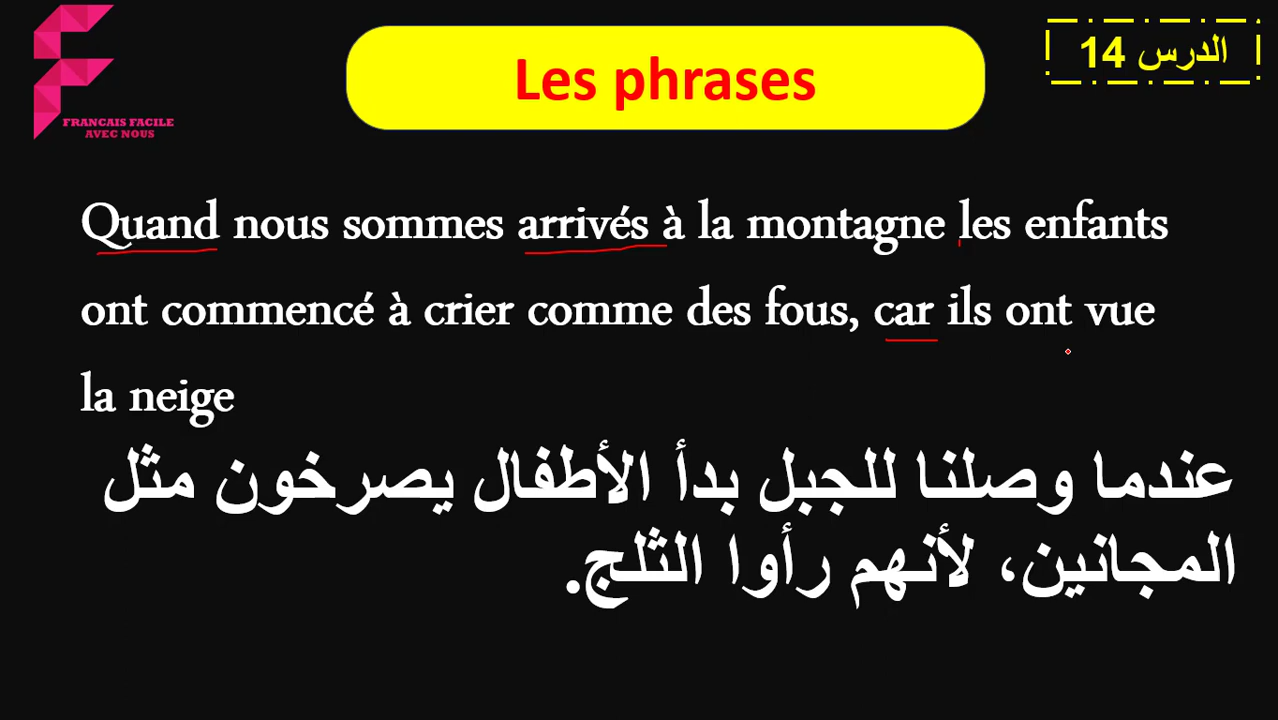 FRANCAIS FACILE
AVEC NOUS
Les phrases
الدرس 14
Quand nous sommes arrivés à la montagne les enfants
ont commencé à crier comme des fous, car ils ont vue
la neige
عندما وصلنا للجبل بدأ الأطفال يصرخون مثل
المجانين، لأنهم رأوا الثلج.